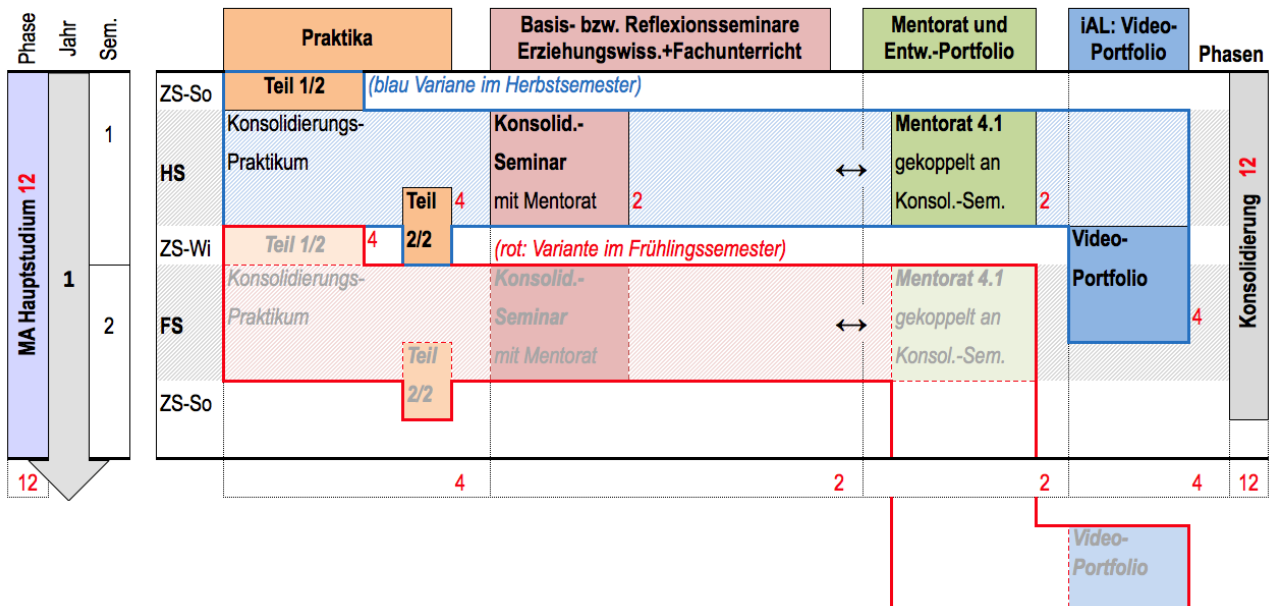 Phase
Jahr
Sem.
Praktika
Basis- bzw. Reflexionsseminare
Erziehungswiss.+Fachunterricht
Mentorat und
Entw.-Portfolio
iAL: Video-
Portfolio
Phasen
MA Hauptstudium 12
1
1
2
ZS-So
Teil 1/2
(blau Variane im Herbstsemester)
HS
Konsolidierungs-
Praktikum
Teil
2/2
4
Konsolid.-
Seminar
mit Mentorat
2
↔
Mentorat 4.1
gekoppelt an
Konsol.-Sem.
2
Konsolidierung 12
ZS-Wi
Teil 1/2
4
(rot: Variante im Frühlingssemester)
Video-
Portfolio
4
FS
Konsolidierungs-
Praktikum
Teil
2/2
Konsolid.-
Seminar
mit Mentorat
↔
Mentorat 4.1
gekoppelt an
Konsol.-Sem.
ZS-So
12
4
2
2
4
12
Video-
Portfolio